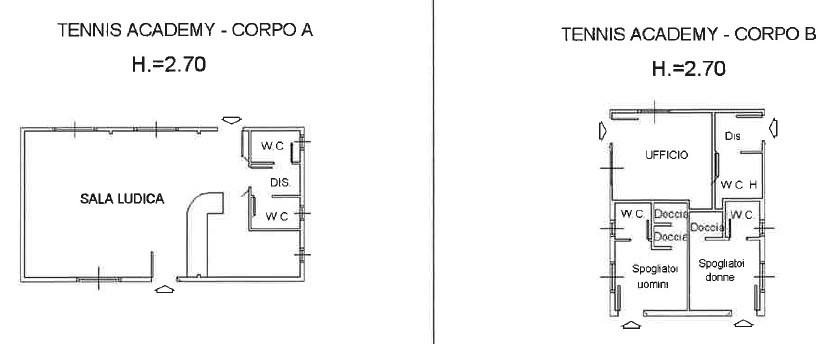 TENNIS ACADEMY - CORPO A
H.=2.70
W.C
DIS.
SALA LUDICA
W.C
TENNIS ACADEMY - CORPO B
H.=2.70
Dis
UFFICIO
W C H
W.C
Doccia
W.C.
Doccia
Doccia
Spogliatoi
uomini
Spogliatoi
donne